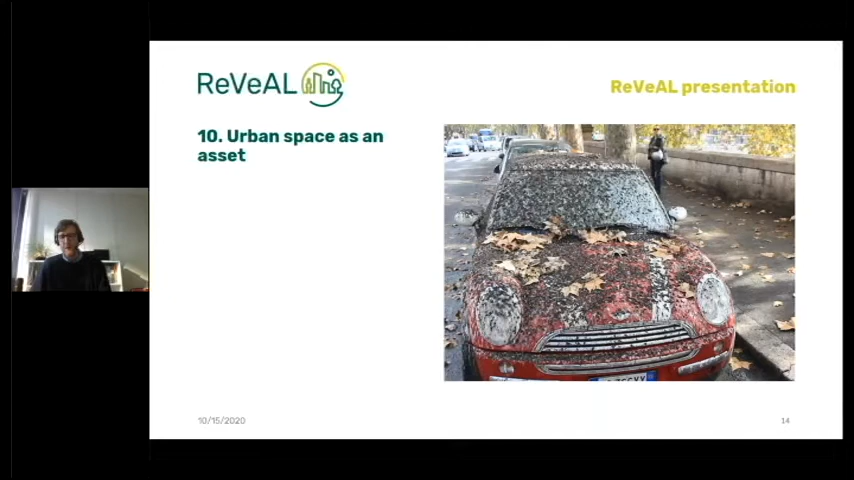 ReVeAL
ReVeAL presentation
10. Urban space as an
asset
10/15/2020
14